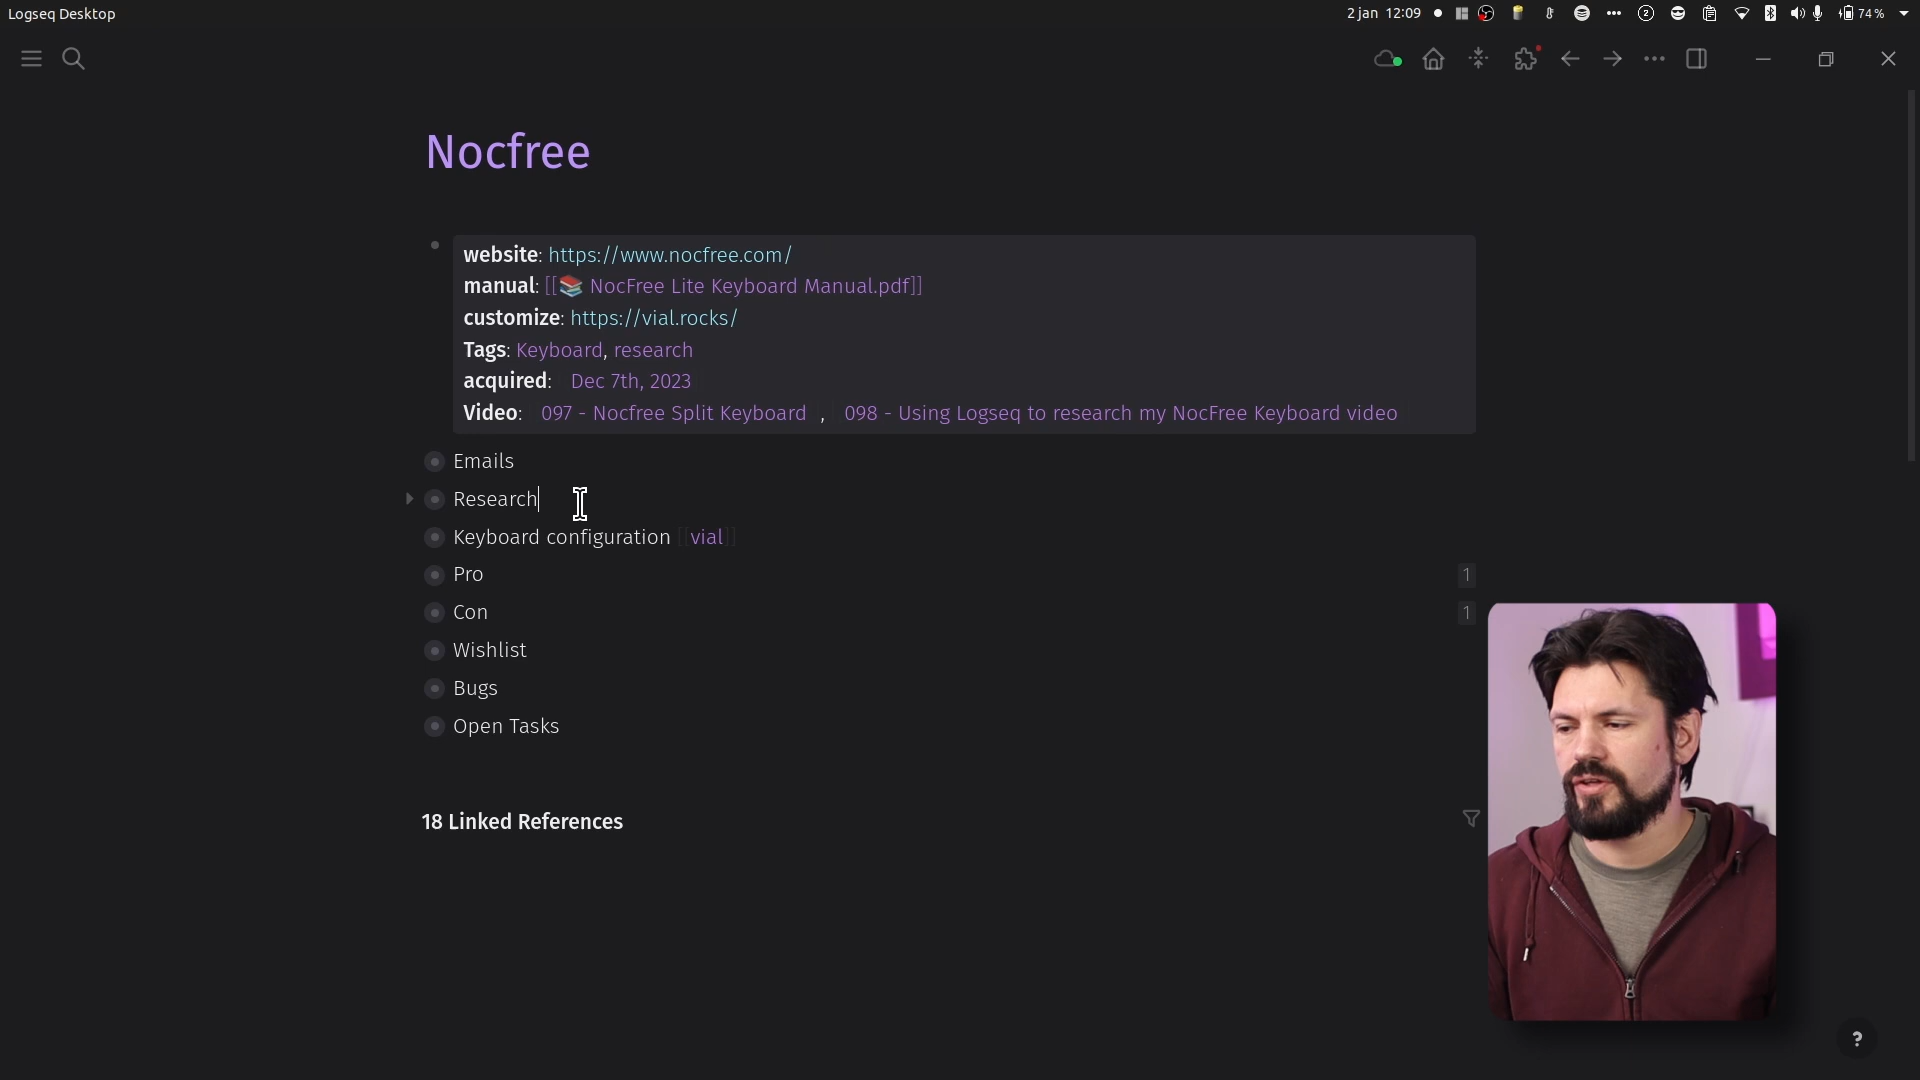 Logseq Desktop
2 jan 12:09
2
74 %
Nocfree
website: https://www.nocfree.com/
manual: [[📚 NocFree Lite Keyboard Manual.pdf]]
customize: https://vial.rocks/
Tags: Keyboard, research
acquired: Dec 7th, 2023
Video: 097 - Nocfree Split Keyboard , 098 - Using Logseq to research my NocFree Keyboard video
Emails
Research
Keyboard configuration [[vial]]
Pro 1
Con 1
Wishlist
Bugs
Open Tasks
18 Linked References
?